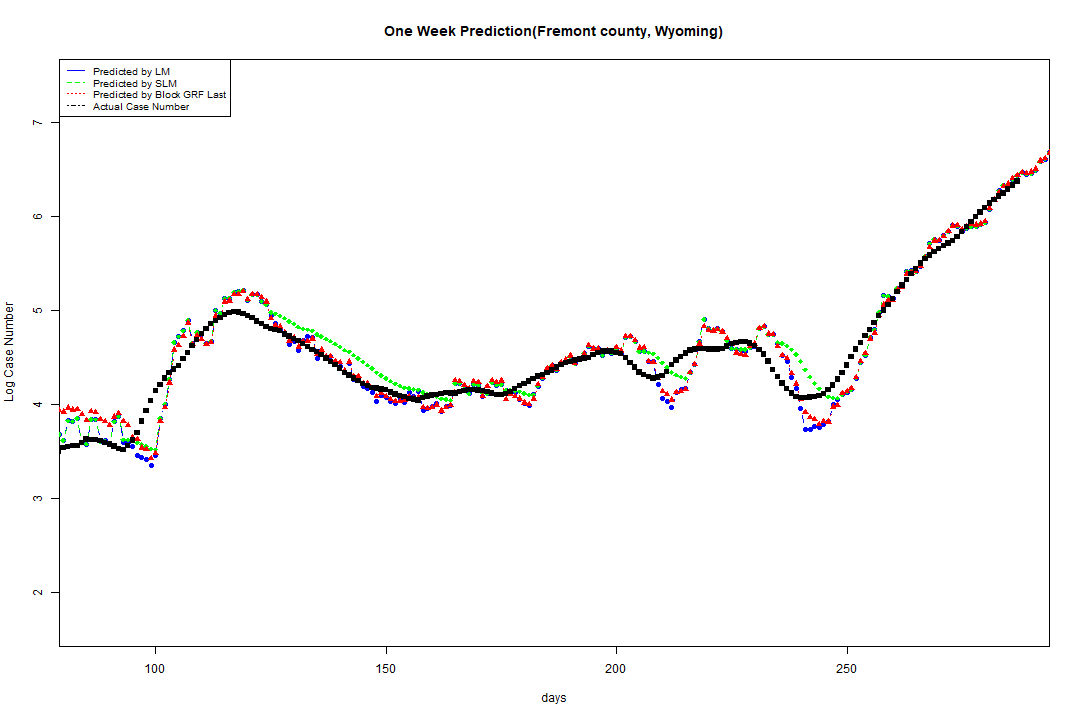 One Week Prediction(Fremont county, Wyoming)
Predicted by LM
Predicted by SLM
Predicted by Block GRF Last
Actual Case Number
7
6
5
4
3
2
Log Case Number
100 150 200 250
days